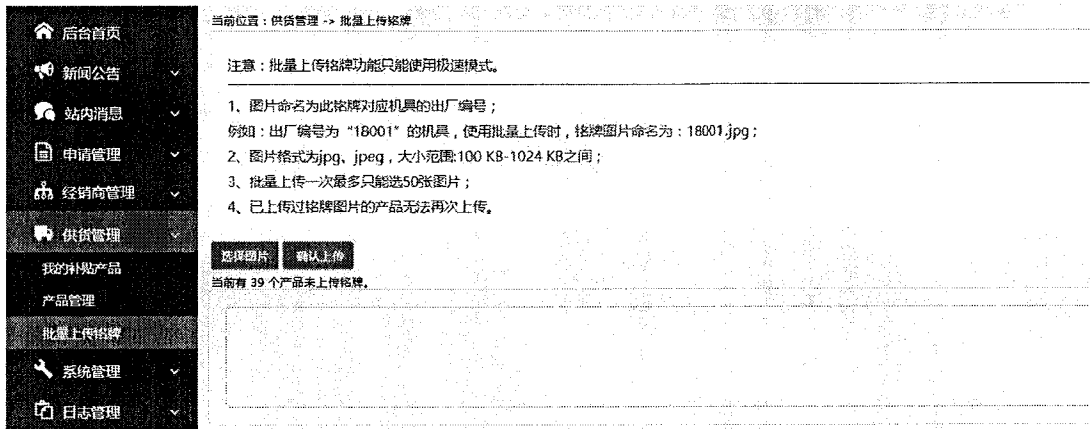 后台首页
新闻公告
站内消息
申请管理
经销商管理
供货管理
我的补贴产品
产品管理
批量上传铭牌
系统管理
日志管理
当前位置：供货管理 -> 批量上传铭牌
注意：批量上传铭牌功能只能使用极速模式。
1、图片命名为此铭牌对应机具的出厂编号；
例如：出厂编号为“18001”的机具，使用批量上传时，铭牌图片命名为：18001.jpg；
2、图片格式为jpg、jpeg，大小范围:100 KB-1024 KB之间；
3、批量上传一次最多只能选50张图片；
4、已上传过铭牌图片的产品无法再次上传。
选择图片 确认上传
当前有 39 个产品未上传铭牌。